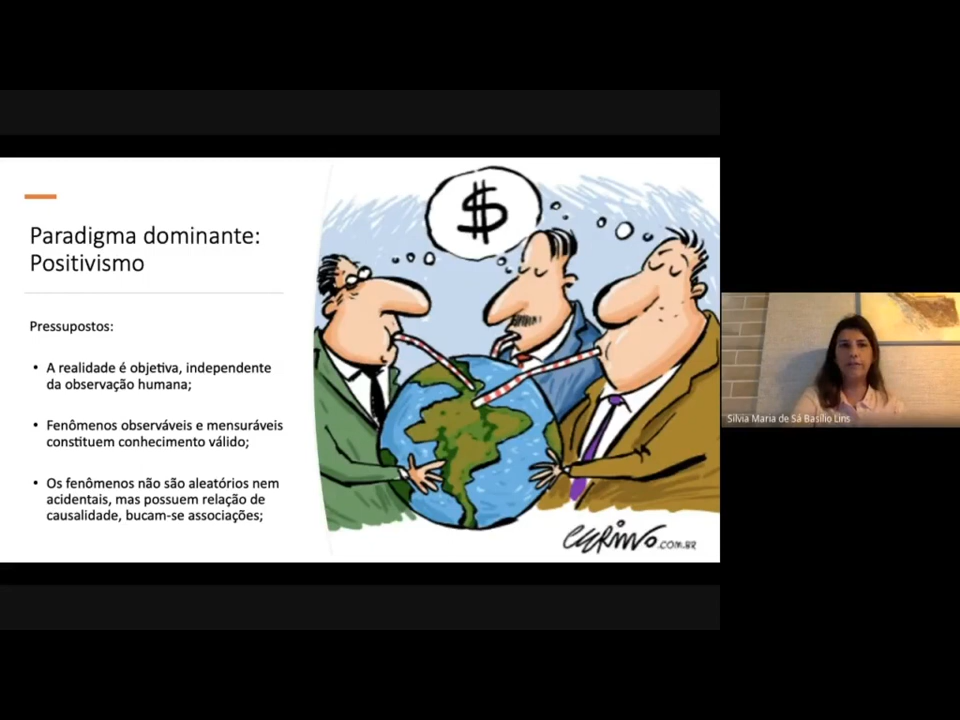 Paradigma dominante:
Positivismo
Pressupostos:
• A realidade é objetiva, independente
da observação humana;
• Fenômenos observáveis e mensuráveis
constituem conhecimento válido;
• Os fenômenos não são aleatórios nem
acidentais, mas possuem relação de
causalidade, bucam-se associações;
$
.COM.BR
Silvia Maria de Sá Basilio Lins